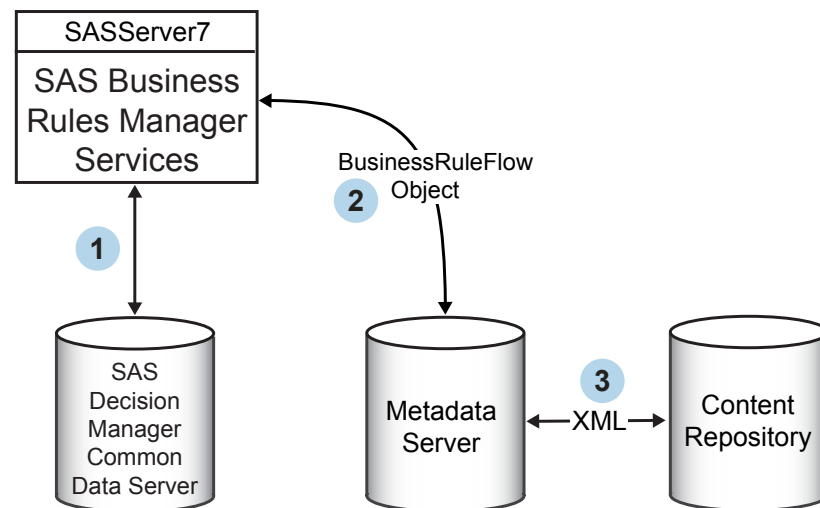 SASServer7
SAS Business
Rules Manager
Services
BusinessRuleFlow
Object
2
1
SAS
Decision
Manager
Common
Data Server
Metadata
Server
3
XML
Content
Repository